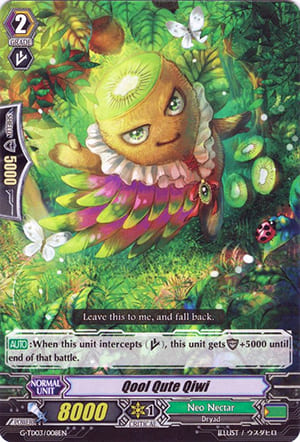 2
GRADE
5000
Leave this to me, and fall back.
AUTO :When this unit intercepts ( ), this unit gets +5000 until
end of that battle.
NORMAL
UNIT
Qool Qute Qiwi
POWER
8000
1
CRITICAL
Neo Nectar
Dryad
G-TD03/008EN
ILLUST / ウスダヒロ